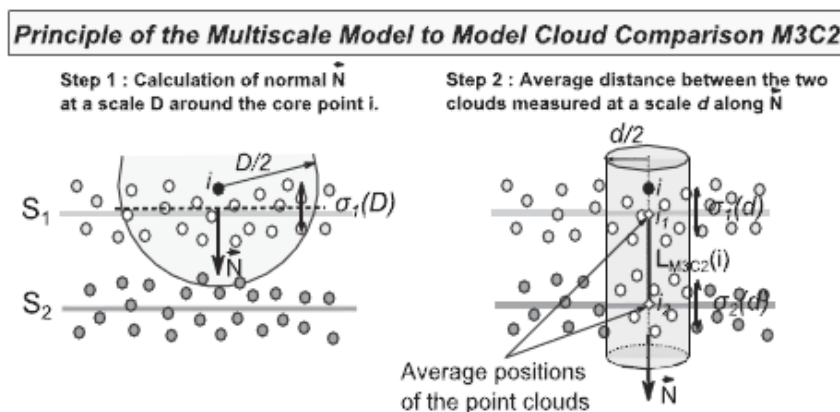 Principle of the Multiscale Model to Model Cloud Comparison M3C2
Step 1 : Calculation of normal N⃗
at a scale D around the core point i.
D/2
i
σ₁(D)
S₁
N⃗
S₂
Step 2 : Average distance between the two
clouds measured at a scale d along N⃗
d/2
i
σ₁(d)
i₁
L_M3C2(i)
i₂
σ₂(d)
Average positions
of the point clouds
N⃗